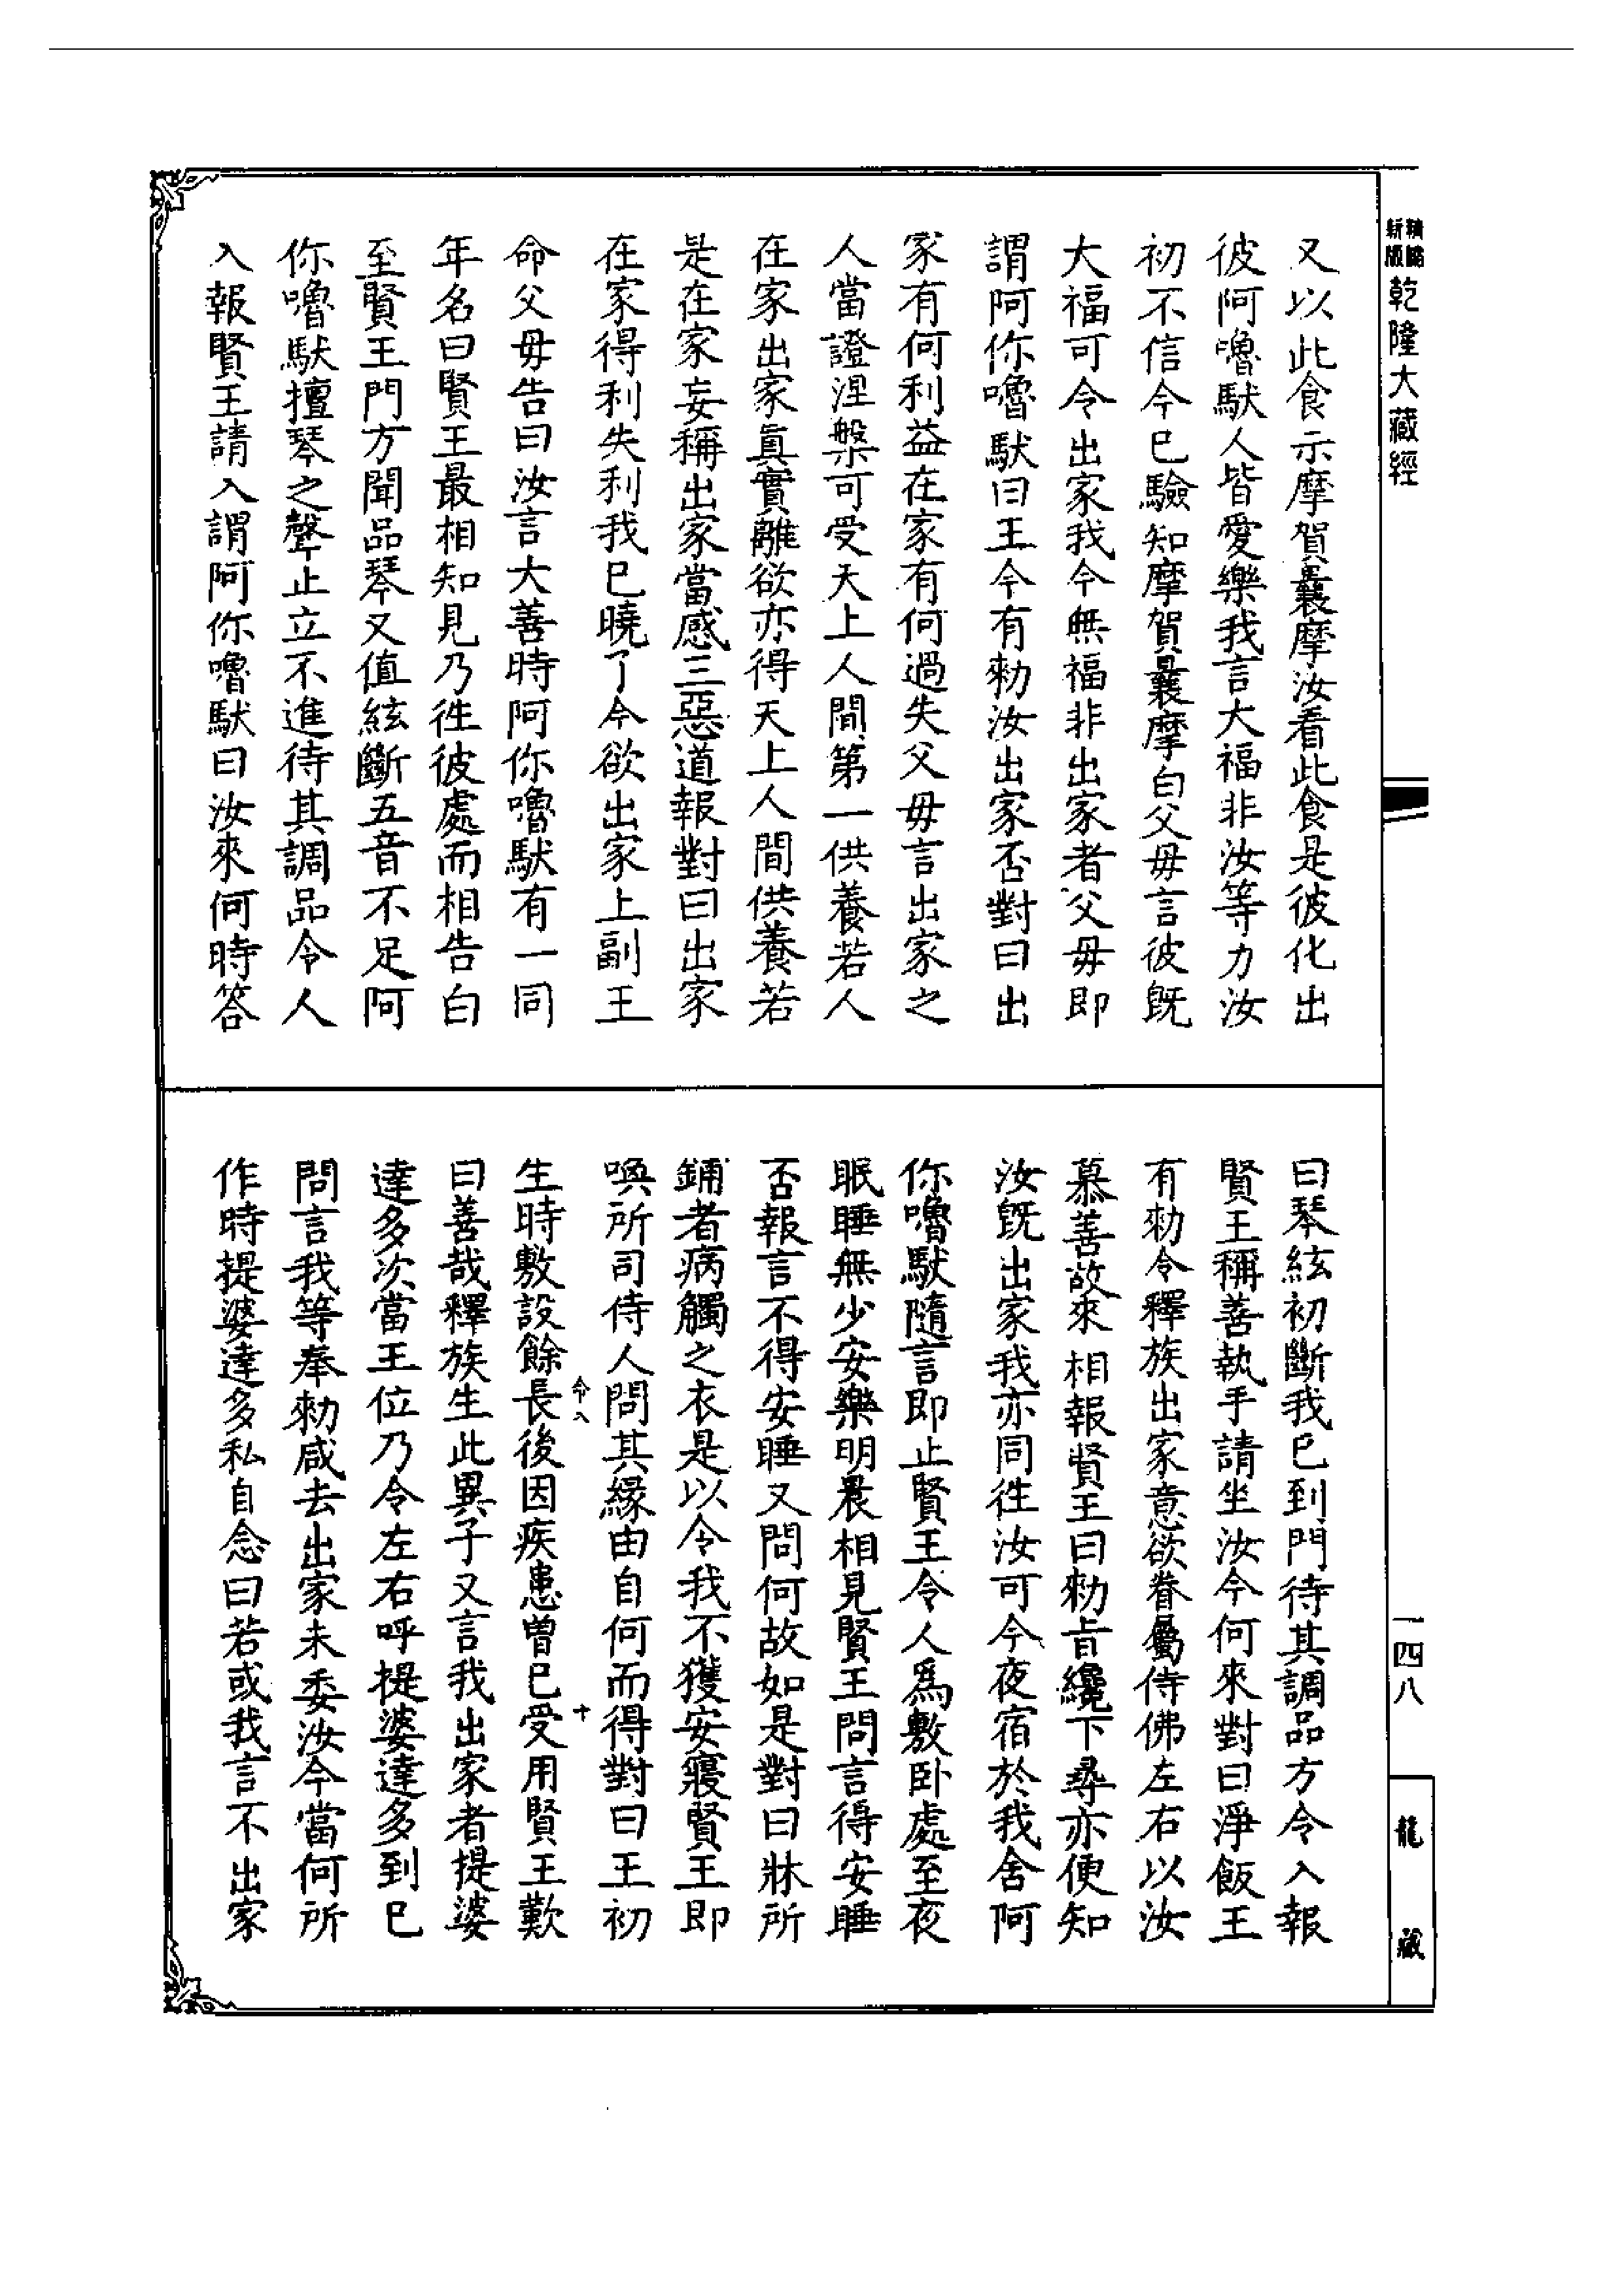 精縮
新版
乾隆大藏經
又以此食示摩賀曩摩汝看此食是彼化出
彼阿嚕馱人皆愛樂我言大福非汝等力汝
初不信今已驗知摩賀曩摩白父毋言彼旣
大福可令出家我今無福非出家者父毋即
謂阿你嚕馱曰王今有勑汝出家否對曰出
家有何利益在家有何過失父毋言出家之
人當證涅槃可受天上人間第一供養若人
在家出家眞實離欲亦得天上人間供養若
是在家妄稱出家當感三惡道報對曰出家
在家得利失利我已曉了今欲出家上副王
命父毋告曰汝言大善時阿你嚕馱有一同
年名曰賢王最相知見乃徃彼處而相告白
至賢王門方聞品琴又值絃斷五音不足阿
你嚕馱擅琴之聲止立不進待其調品令人
入報賢王請入謂阿你嚕馱曰汝來何時答
曰琴絃初斷我已到門待其調品方令入報
賢王稱善執手請坐汝今何來對曰淨飯王
有勑令釋族出家意欲眷屬侍佛左右以汝
慕善故來相報賢王曰勑旨纔下尋亦便知
汝旣出家我亦同徃汝可今夜宿於我舍阿
你嚕馱隨言即止賢王令人爲敷卧處至夜
眠睡無少安樂明晨相見賢王問言得安睡
否報言不得安睡又問何故如是對曰牀所
鋪者病觸之衣是以令我不獲安寢賢王即
喚所司侍人問其緣由自何而得對曰王初
生時敷設餘長後因疾患曾已受用賢王歎
令八
十
曰善哉釋族生此異子又言我出家者提婆
達多次當王位乃令左右呼提婆達多到已
問言我等奉勑咸去出家未委汝今當何所
作時提婆達多私自念曰若或我言不出家
一四八
龍藏